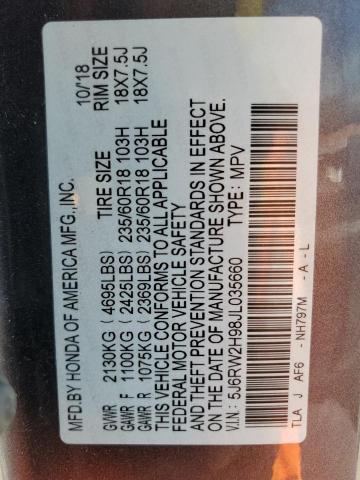 MFD.BY HONDA OF AMERICA MFG.,INC. 10/18
TIRE SIZE RIM SIZE
GVWR 2130KG ( 4695LBS)
GAWR F 1100KG ( 2425LBS) 235/60R18 103H 18X7.5J
GAWR R 1075KG ( 2369LBS) 235/60R18 103H 18X7.5J
THIS VEHICLE CONFORMS TO ALL APPLICABLE
FEDERAL MOTOR VEHICLE SAFETY
AND THEFT PREVENTION STANDARDS IN EFFECT
ON THE DATE OF MANUFACTURE SHOWN ABOVE.
V.I.N.: 5J6RW2H98JL035660 TYPE: MPV
TLA J AF6 - NH797M - A - L